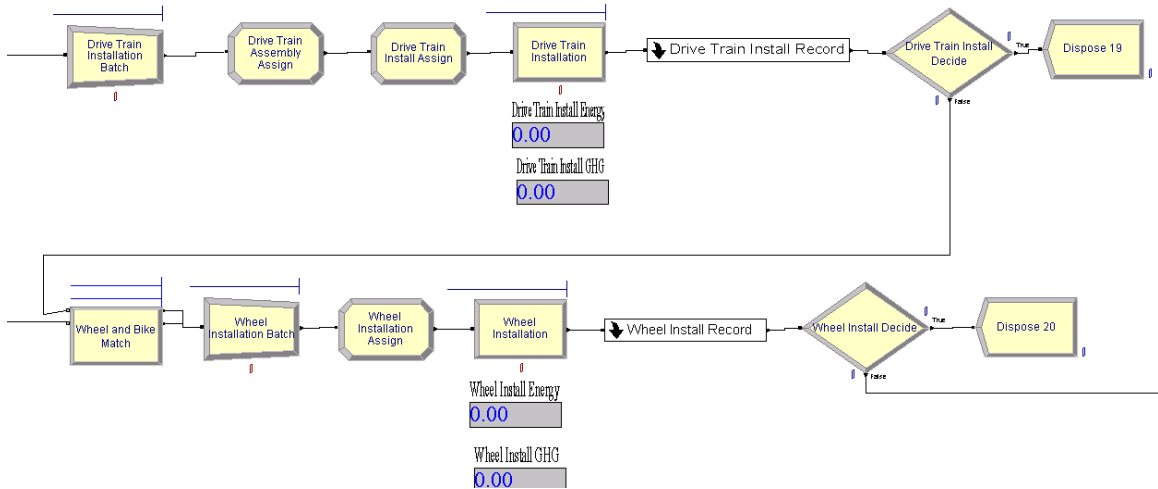 Drive Train
Installation
Batch
0
Drive Train
Assembly
Assign
Drive Train
Install Assign
Drive Train
Installation
0
Drive Train Install Energy
0.00
Drive Train Install GHG
0.00
Drive Train Install Record
Drive Train Install
Decide
0
True
0
False
Dispose 19
0
Wheel and Bike
Match
Wheel
Installation Batch
0
Wheel
Installation
Assign
Wheel
Installation
0
Wheel Install Energy
0.00
Wheel Install GHG
0.00
Wheel Install Record
Wheel Install Decide
0
True
0
False
Dispose 20
0